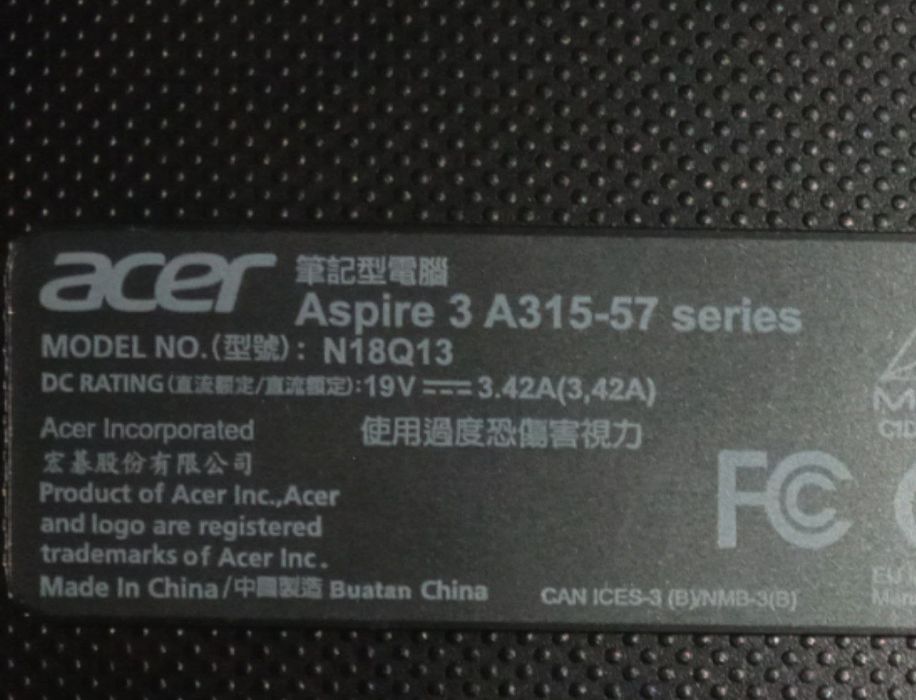 acer 筆記型電腦
Aspire 3 A315-57 series
MODEL NO.(型號): N18Q13
DC RATING(直流額定/直流額定):19V ⎓ 3.42A(3,42A)
Acer Incorporated 使用過度恐傷害視力
宏碁股份有限公司
Product of Acer Inc.,Acer
and logo are registered
trademarks of Acer Inc.
Made In China/中國製造 Buatan China
FC
CAN ICES-3 (B)/NMB-3(B)
C1D
EU